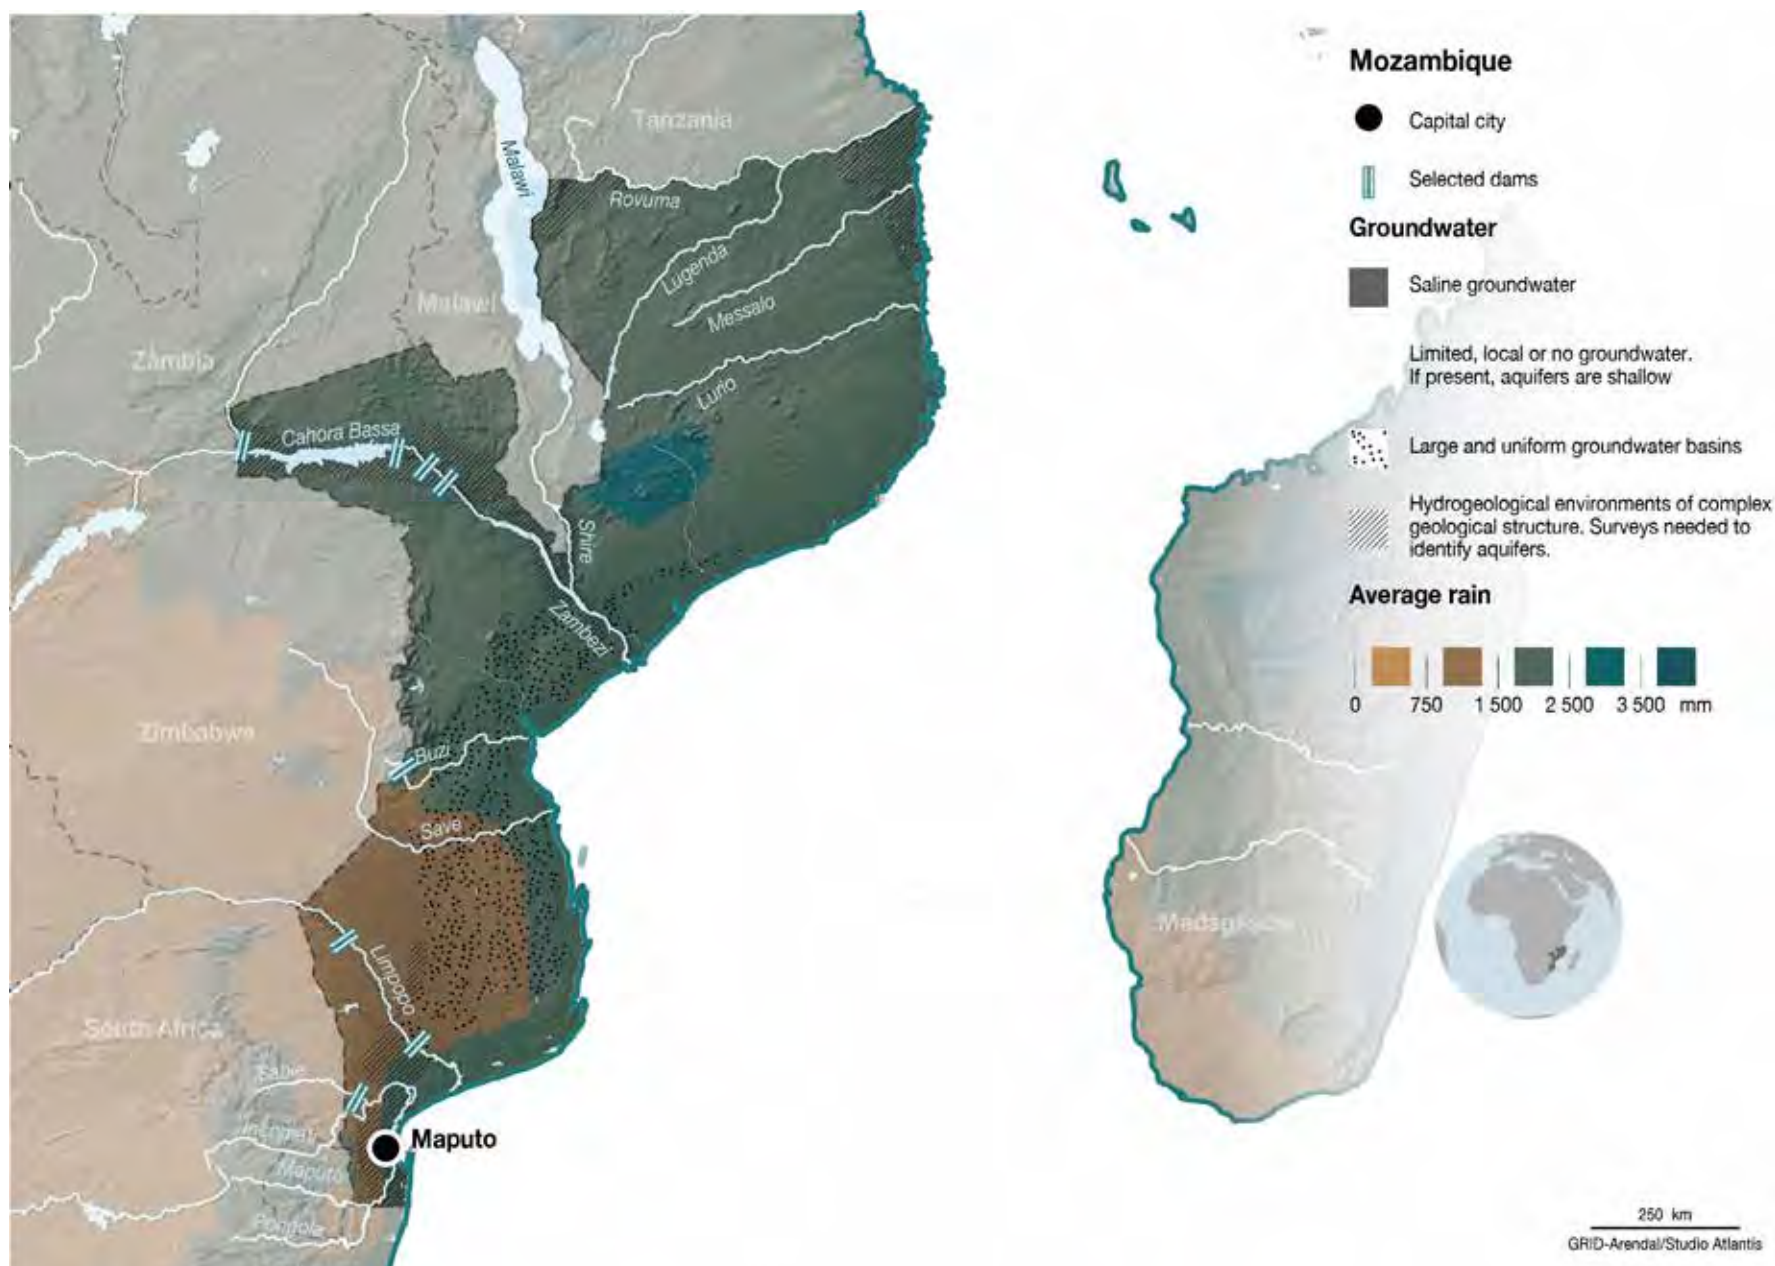 Mozambique
Capital city
Selected dams
Groundwater
Saline groundwater
Limited, local or no groundwater.
If present, aquifers are shallow
Large and uniform groundwater basins
Hydrogeological environments of complex
geological structure. Surveys needed to
identify aquifers.
Average rain
0 750 1 500 2 500 3 500 mm
Tanzania
Malawi
Rovuma
Lugenda
Malawi
Messalo
Zambia
Lurio
Cahora Bassa
Shire
Zambezi
Zimbabwe
Buzi
Save
Madagascar
Limpopo
South Africa
Sabie
Maputo
Maputo
Pongola
250 km
GRID-Arendal/Studio Atlantis